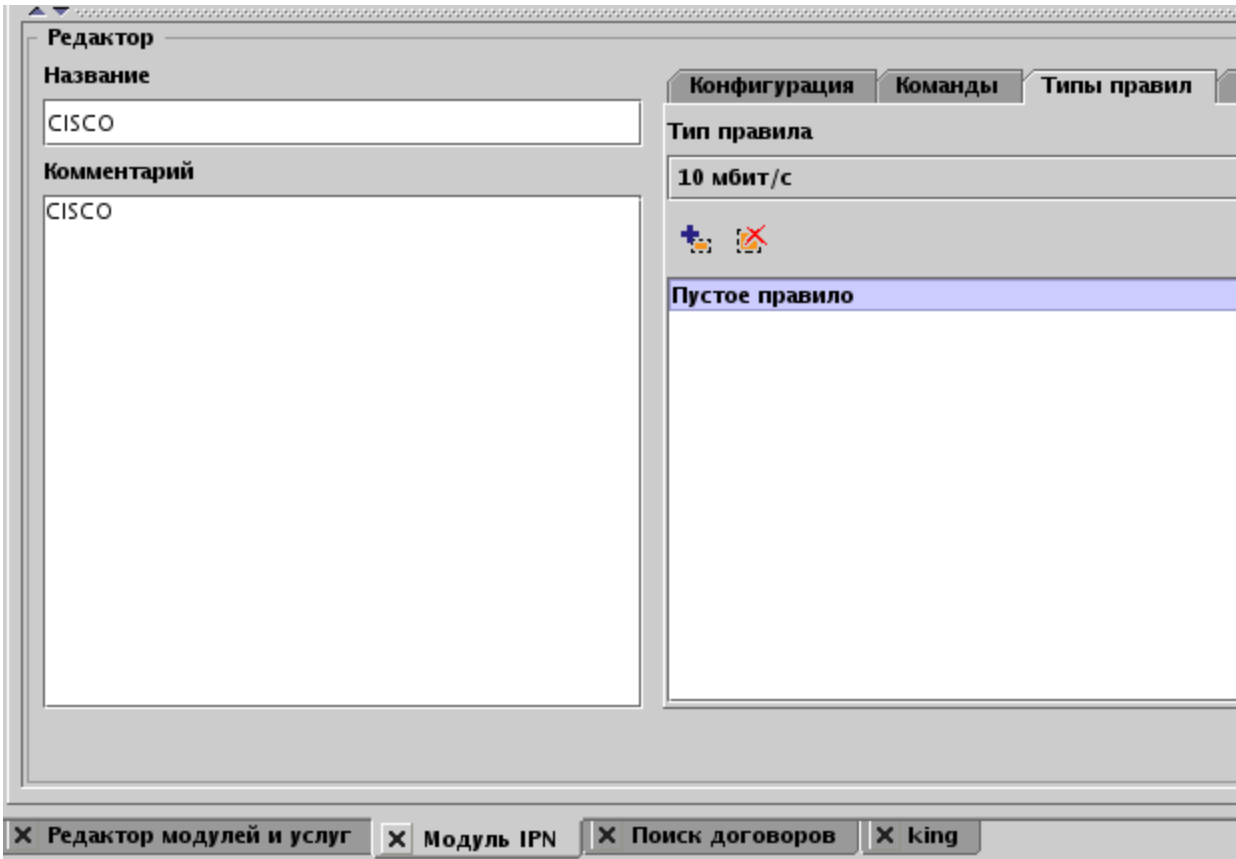 Редактор
Название
CISCO
Комментарий
CISCO
Конфигурация Команды Типы правил
Тип правила
10 мбит/с
Пустое правило
Редактор модулей и услуг Модуль IPN Поиск договоров king